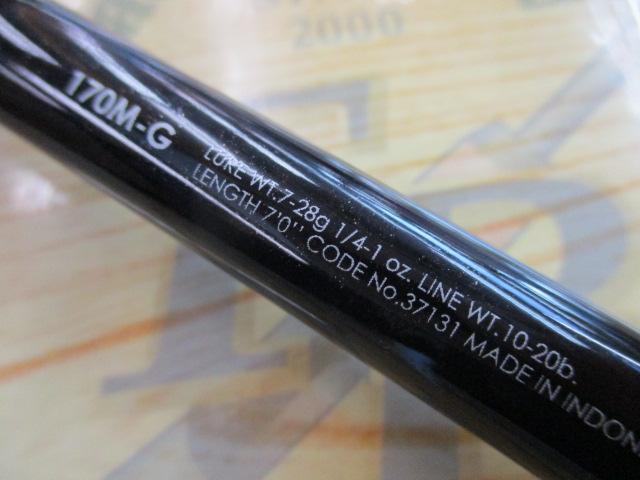 2000
170M-G
LURE WT.7-28g 1/4-1 oz. LINE WT.10-20lb.
LENGTH 7'0'' CODE No.37131 MADE IN INDON